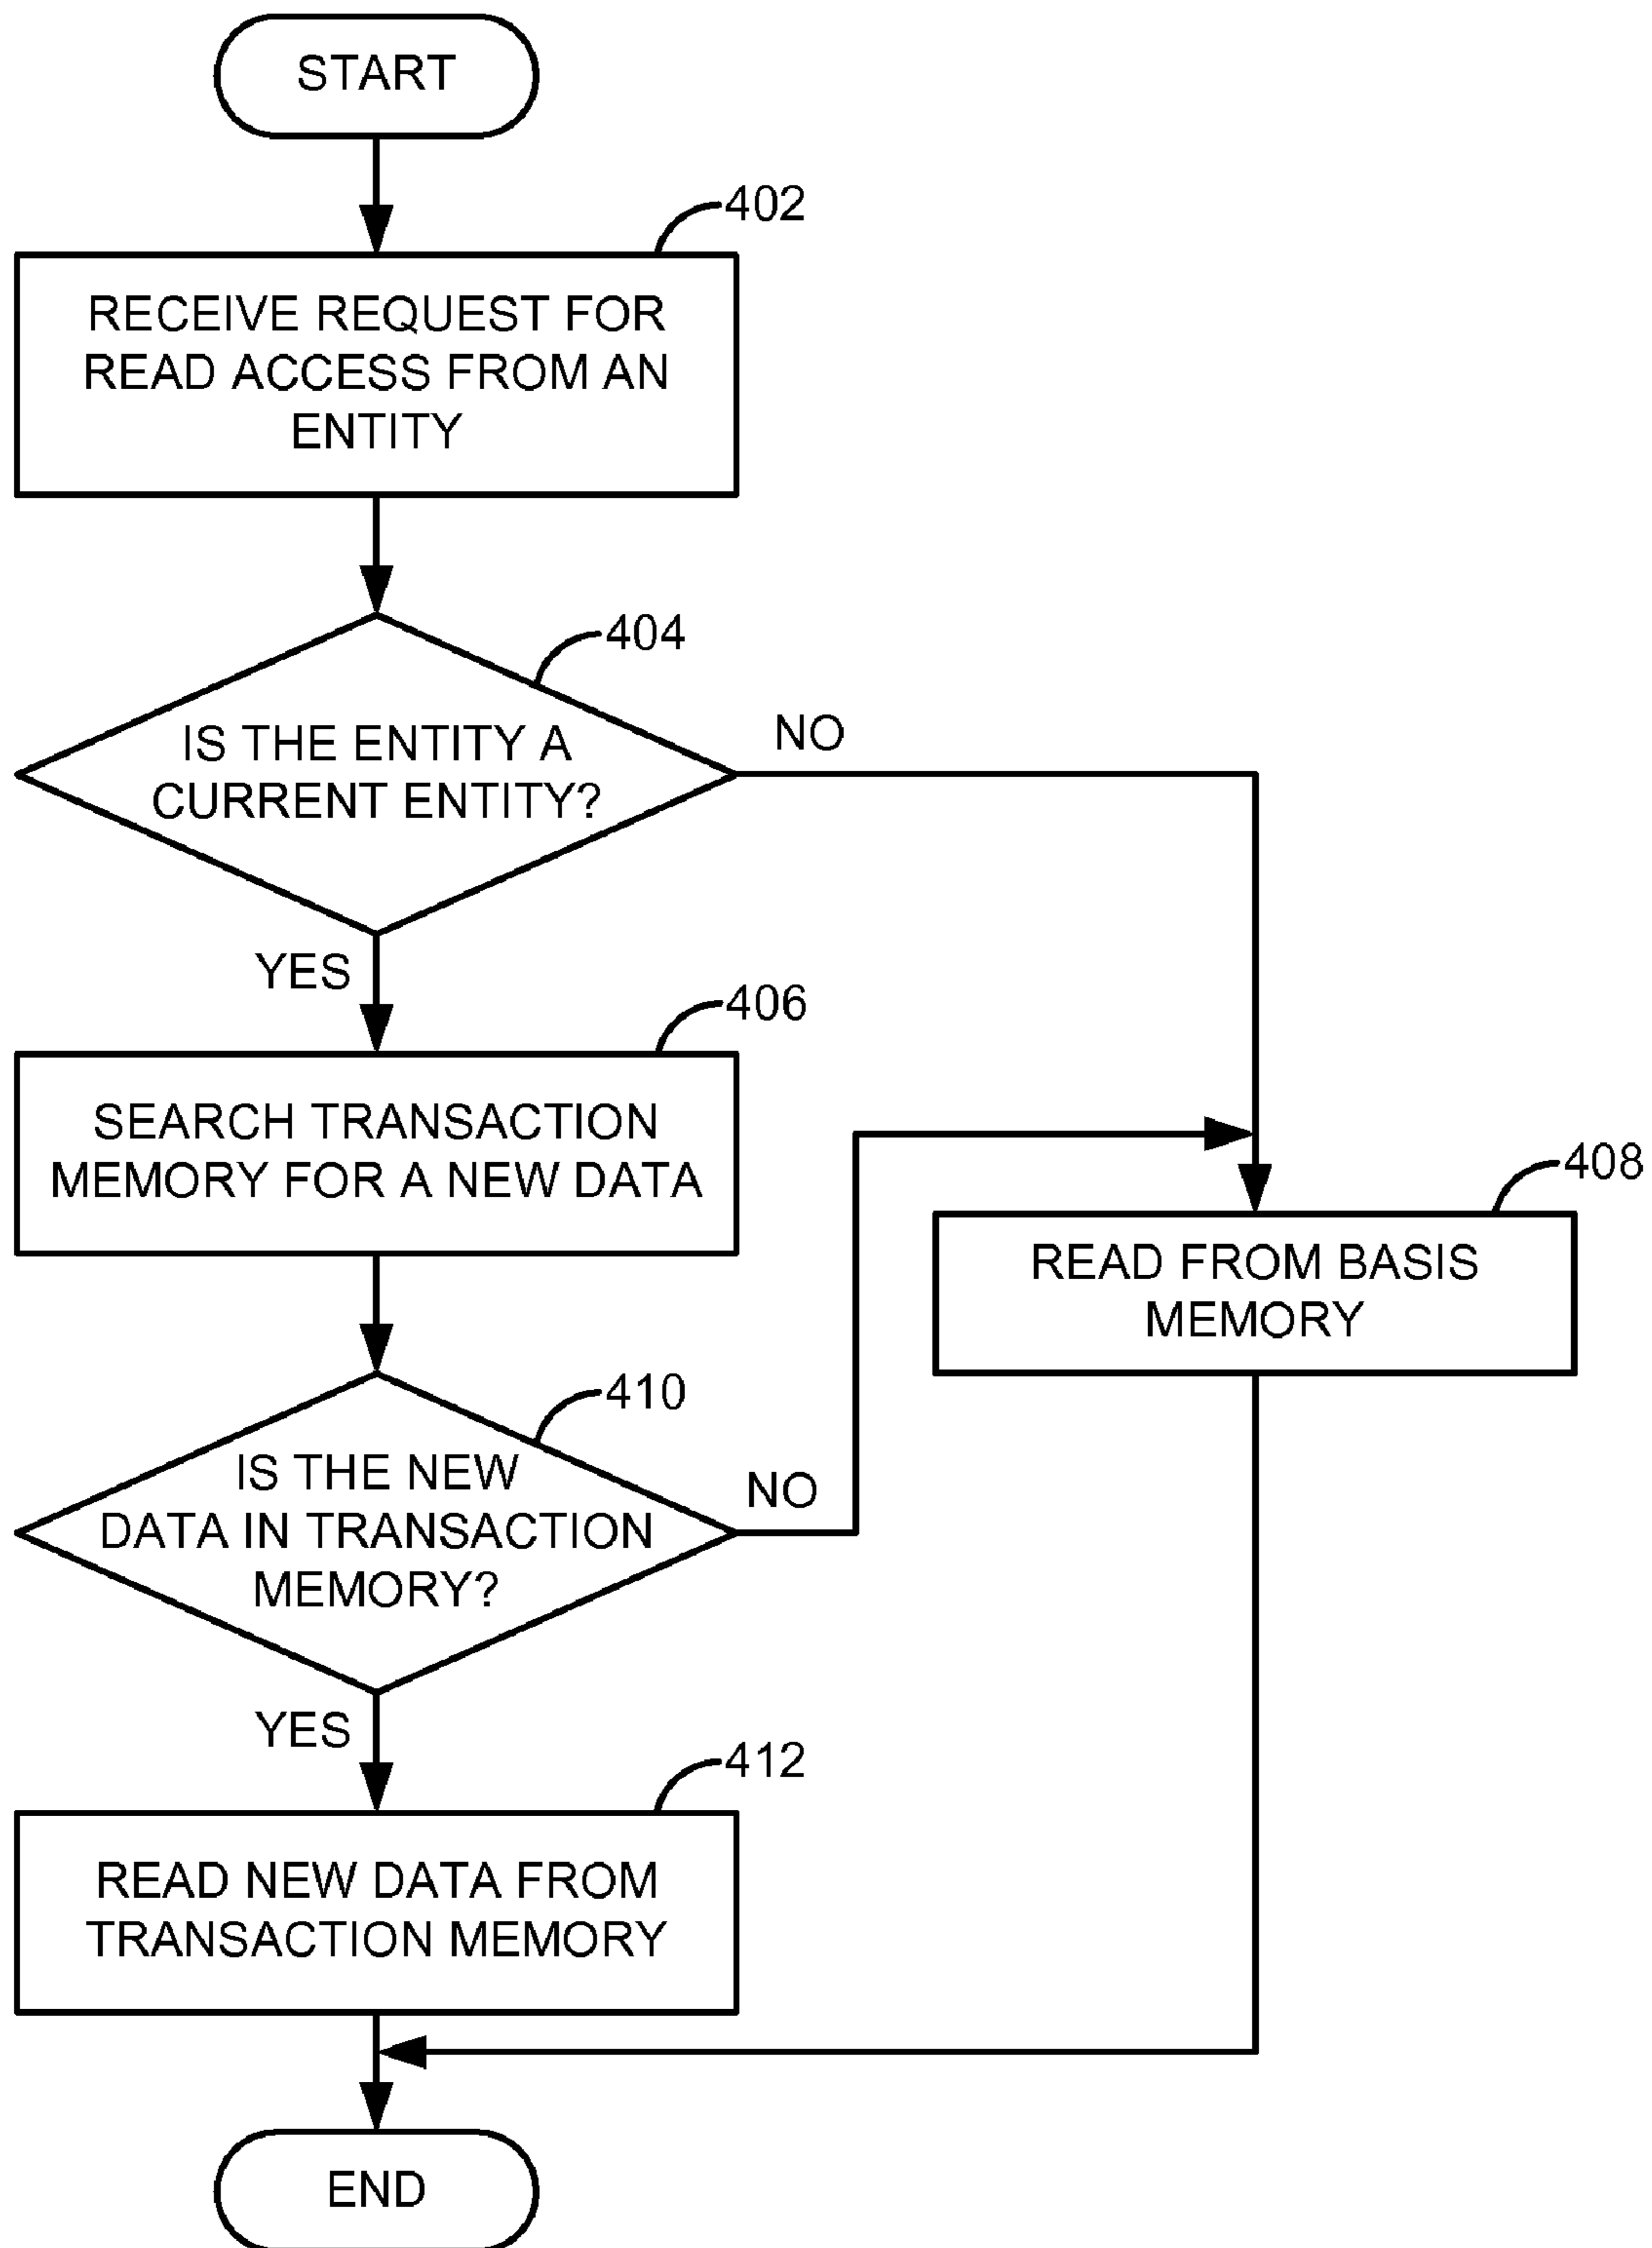 START
402
RECEIVE REQUEST FOR
READ ACCESS FROM AN
ENTITY
404
IS THE ENTITY A
CURRENT ENTITY?
NO
YES
406
SEARCH TRANSACTION
MEMORY FOR A NEW DATA
408
READ FROM BASIS
MEMORY
410
IS THE NEW
DATA IN TRANSACTION
MEMORY?
NO
YES
412
READ NEW DATA FROM
TRANSACTION MEMORY
END